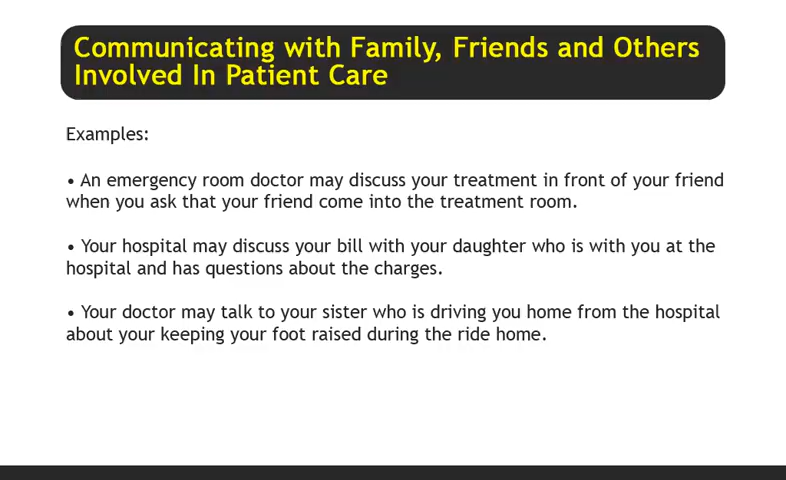 Communicating with Family, Friends and Others
Involved In Patient Care
Examples:
• An emergency room doctor may discuss your treatment in front of your friend
when you ask that your friend come into the treatment room.
• Your hospital may discuss your bill with your daughter who is with you at the
hospital and has questions about the charges.
• Your doctor may talk to your sister who is driving you home from the hospital
about your keeping your foot raised during the ride home.